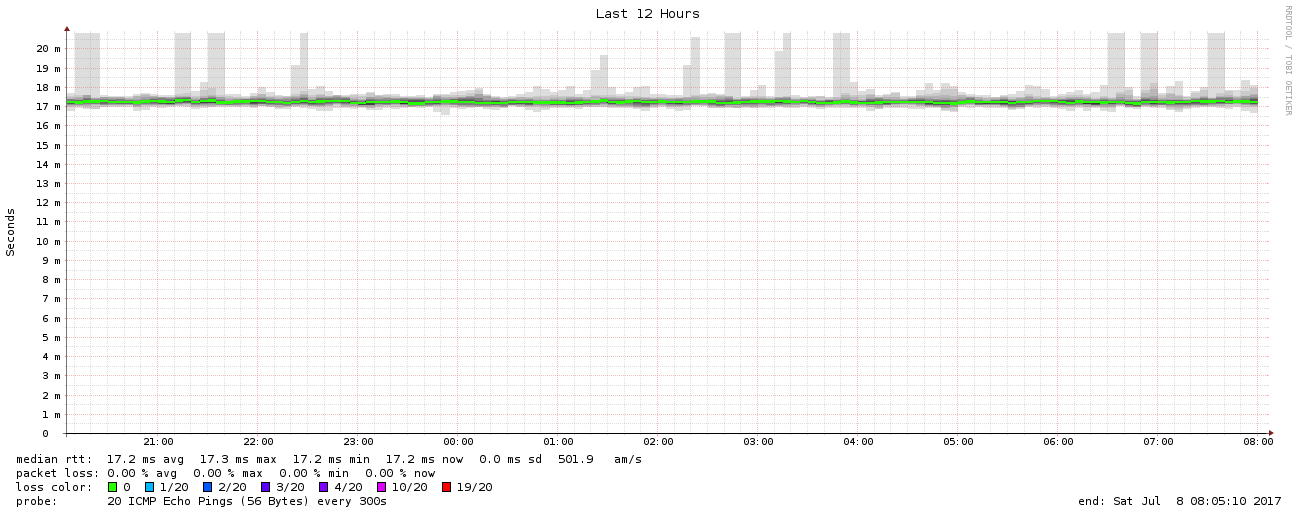 Last 12 Hours
RRDTOOL / TOBI OETIKER
Seconds
20 m
19 m
18 m
17 m
16 m
15 m
14 m
13 m
12 m
11 m
10 m
9 m
8 m
7 m
6 m
5 m
4 m
3 m
2 m
1 m
0
21:00 22:00 23:00 00:00 01:00 02:00 03:00 04:00 05:00 06:00 07:00 08:00
median rtt: 17.2 ms avg 17.3 ms max 17.2 ms min 17.2 ms now 0.0 ms sd 501.9 am/s
packet loss: 0.00 % avg 0.00 % max 0.00 % min 0.00 % now
loss color: 0 1/20 2/20 3/20 4/20 10/20 19/20
probe: 20 ICMP Echo Pings (56 Bytes) every 300s end: Sat Jul 8 08:05:10 2017